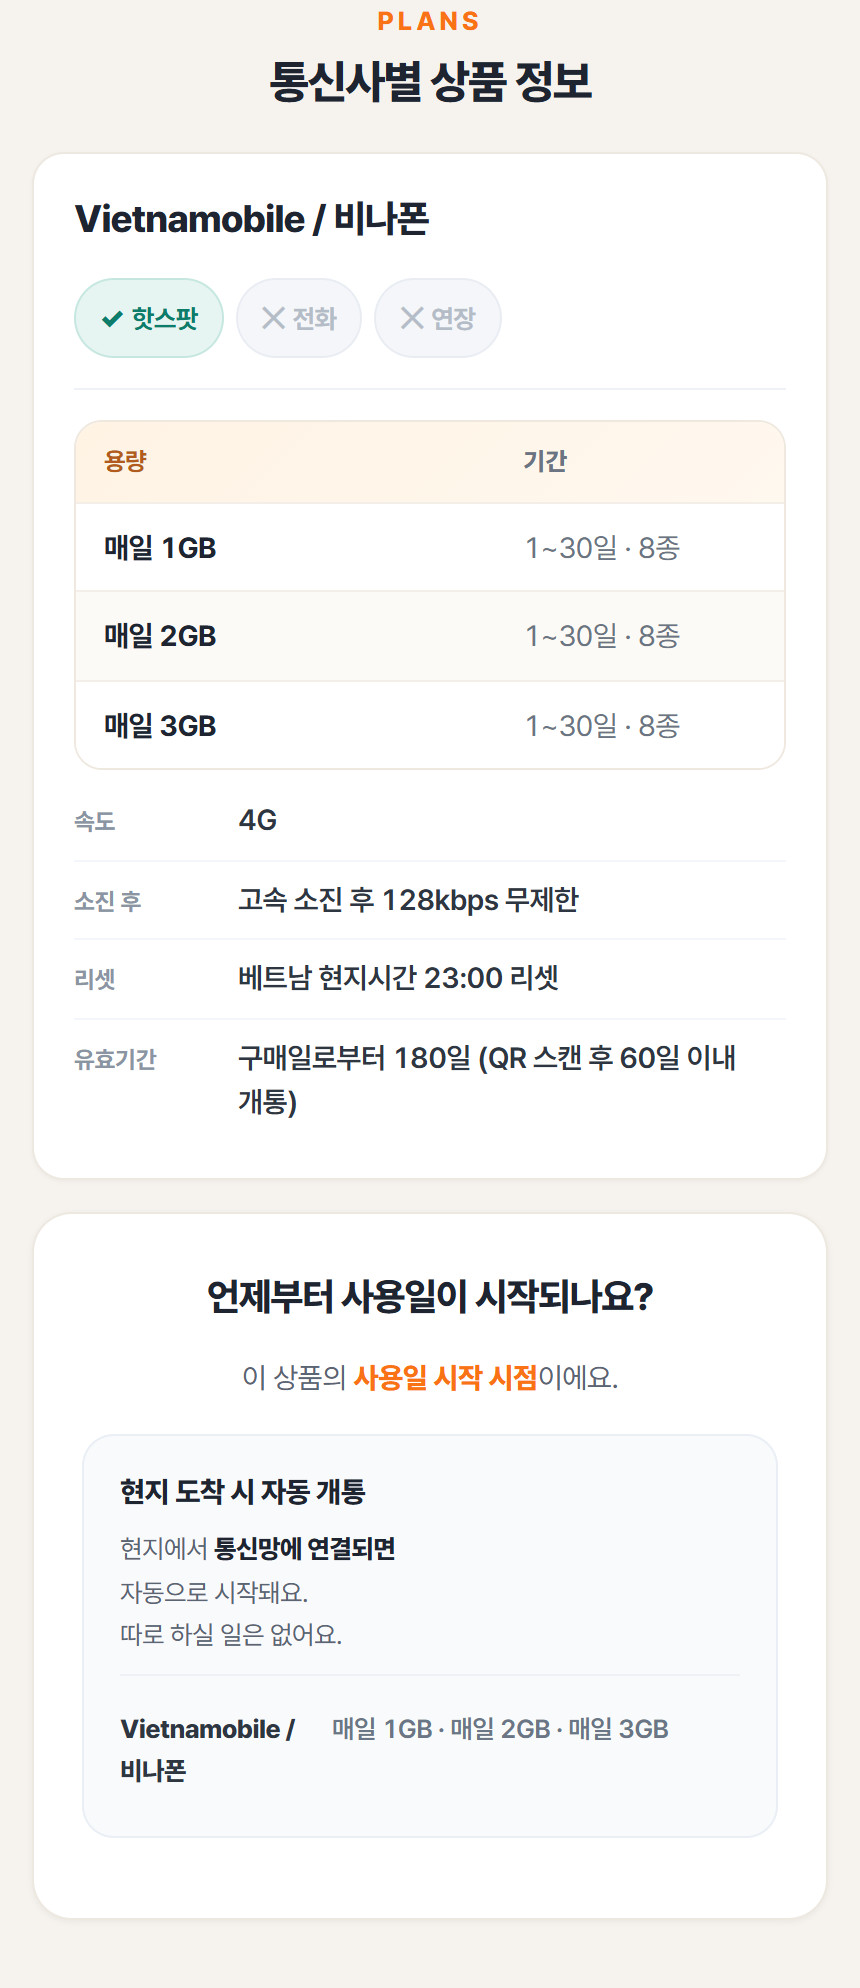 PLANS
통신사별 상품 정보
Vietnamobile / 비나폰
✓ 핫스팟 ✕ 전화 ✕ 연장
용량 기간
매일 1GB 1~30일 · 8종
매일 2GB 1~30일 · 8종
매일 3GB 1~30일 · 8종
속도 4G
소진 후 고속 소진 후 128kbps 무제한
리셋 베트남 현지시간 23:00 리셋
유효기간 구매일로부터 180일 (QR 스캔 후 60일 이내
개통)
언제부터 사용일이 시작되나요?
이 상품의 사용일 시작 시점이에요.
현지 도착 시 자동 개통
현지에서 통신망에 연결되면
자동으로 시작돼요.
따로 하실 일은 없어요.
Vietnamobile / 매일 1GB · 매일 2GB · 매일 3GB
비나폰